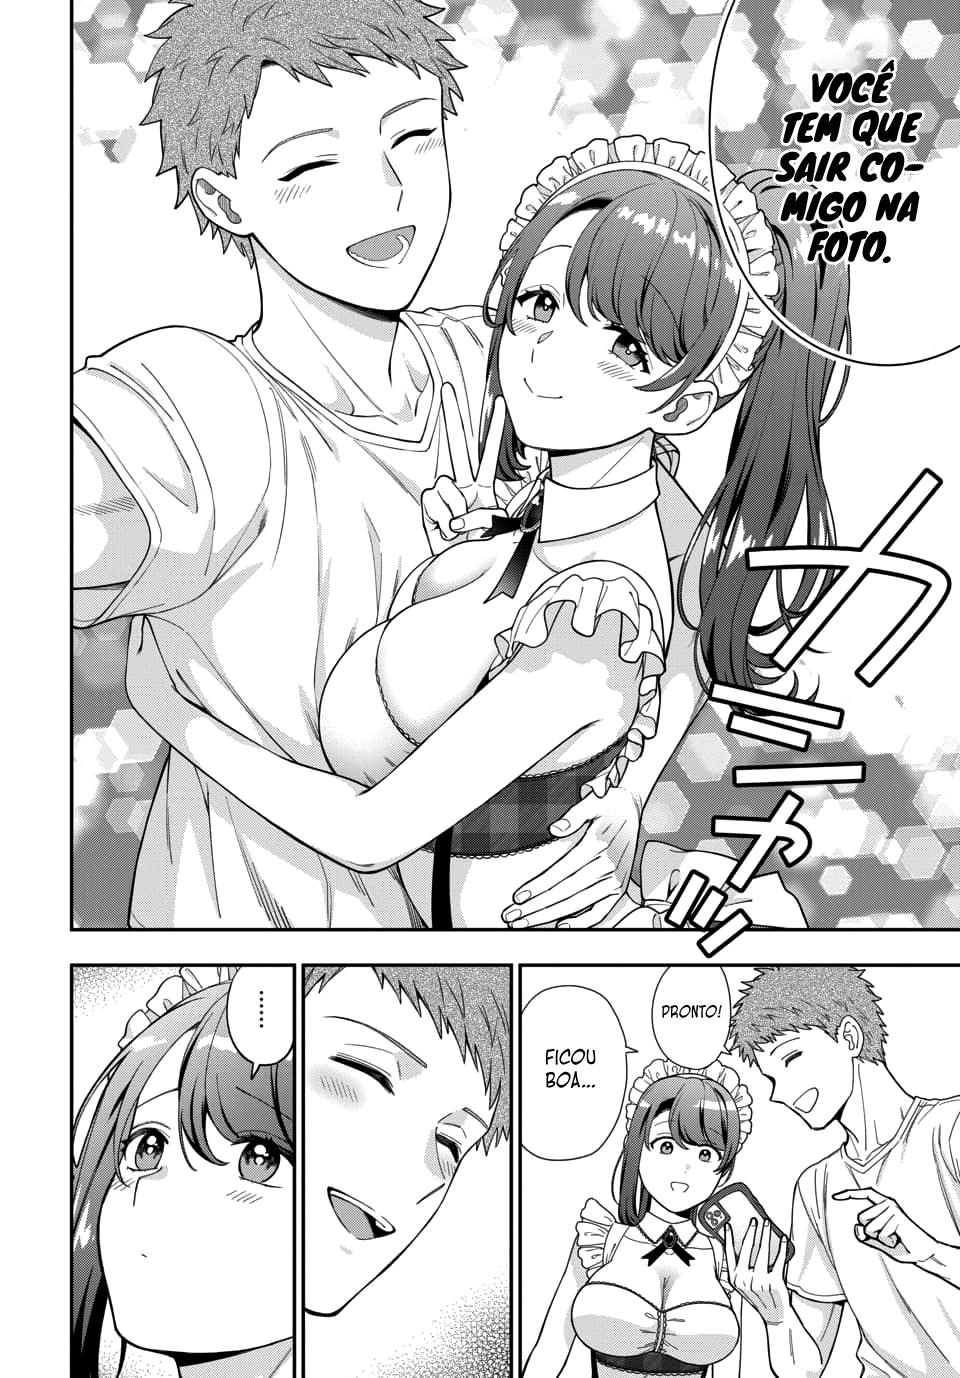 VOCÊ
TEM QUE
SAIR CO-
MIGO NA
FOTO.
カシャッ
PRONTO!
FICOU
BOA...
......